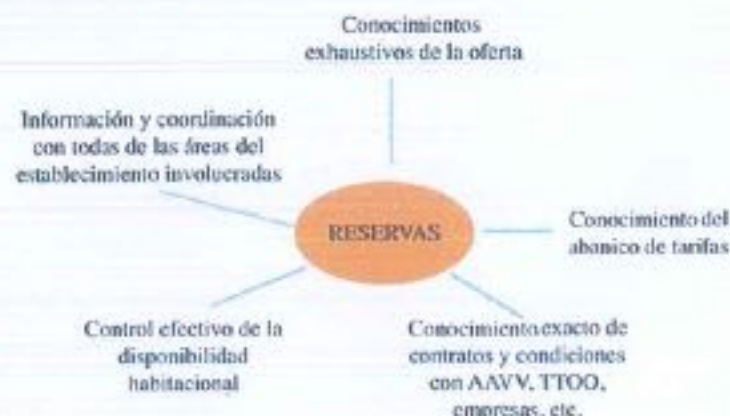 Conocimientos
exhaustivos de la oferta
Información y coordinación
con todas de las áreas del
establecimiento involucradas
RESERVAS
Conocimiento del
abanico de tarifas
Control efectivo de la
disponibilidad
habitacional
Conocimiento exacto de
contratos y condiciones
con AAVV, TTOO,
empresas, etc.